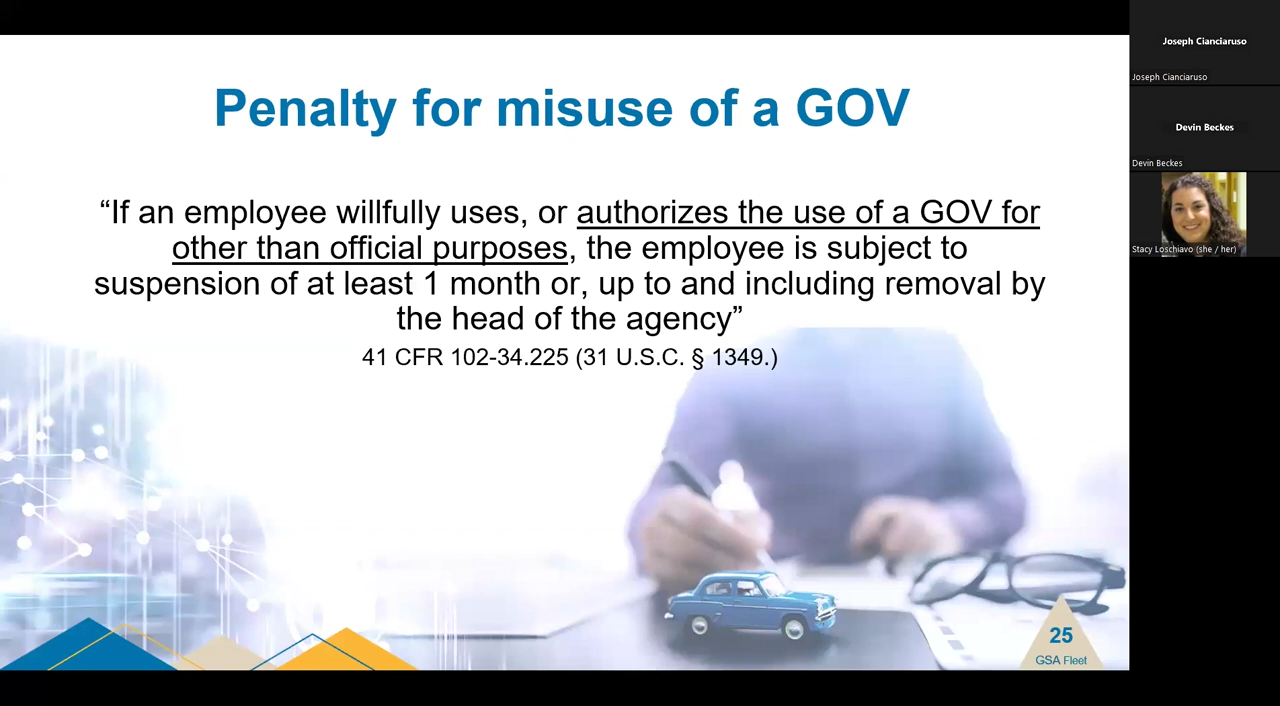 Penalty for misuse of a GOV
“If an employee willfully uses, or authorizes the use of a GOV for
other than official purposes, the employee is subject to
suspension of at least 1 month or, up to and including removal by
the head of the agency”
41 CFR 102-34.225 (31 U.S.C. § 1349.)
25
GSA Fleet
Joseph Cianciaruso
Joseph Cianciaruso
Devin Beckes
Devin Beckes
Stacy Loschiavo (she / her)